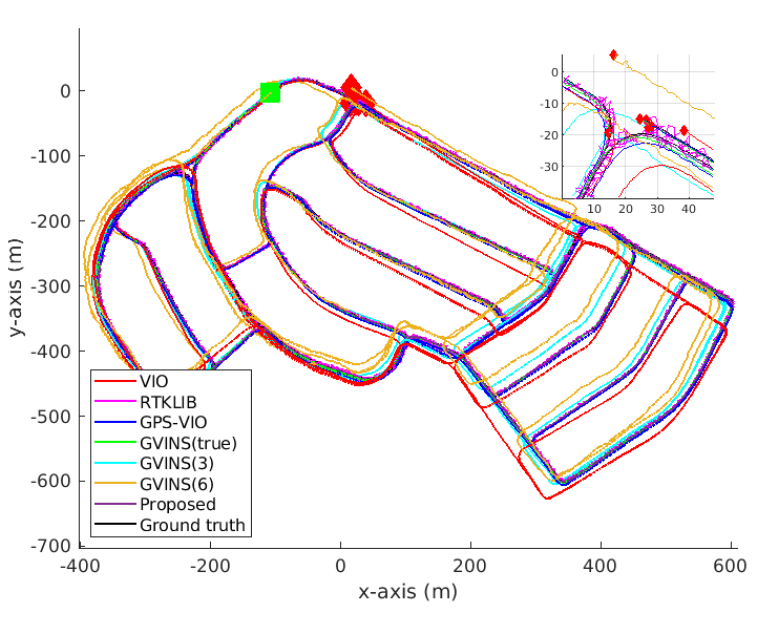 0
-100
-200
-300
-400
-500
-600
-700
y-axis (m)
-400
-200
0
200
400
600
x-axis (m)
0
-10
-20
-30
10
20
30
40
VIO
RTKLIB
GPS-VIO
GVINS(true)
GVINS(3)
GVINS(6)
Proposed
Ground truth